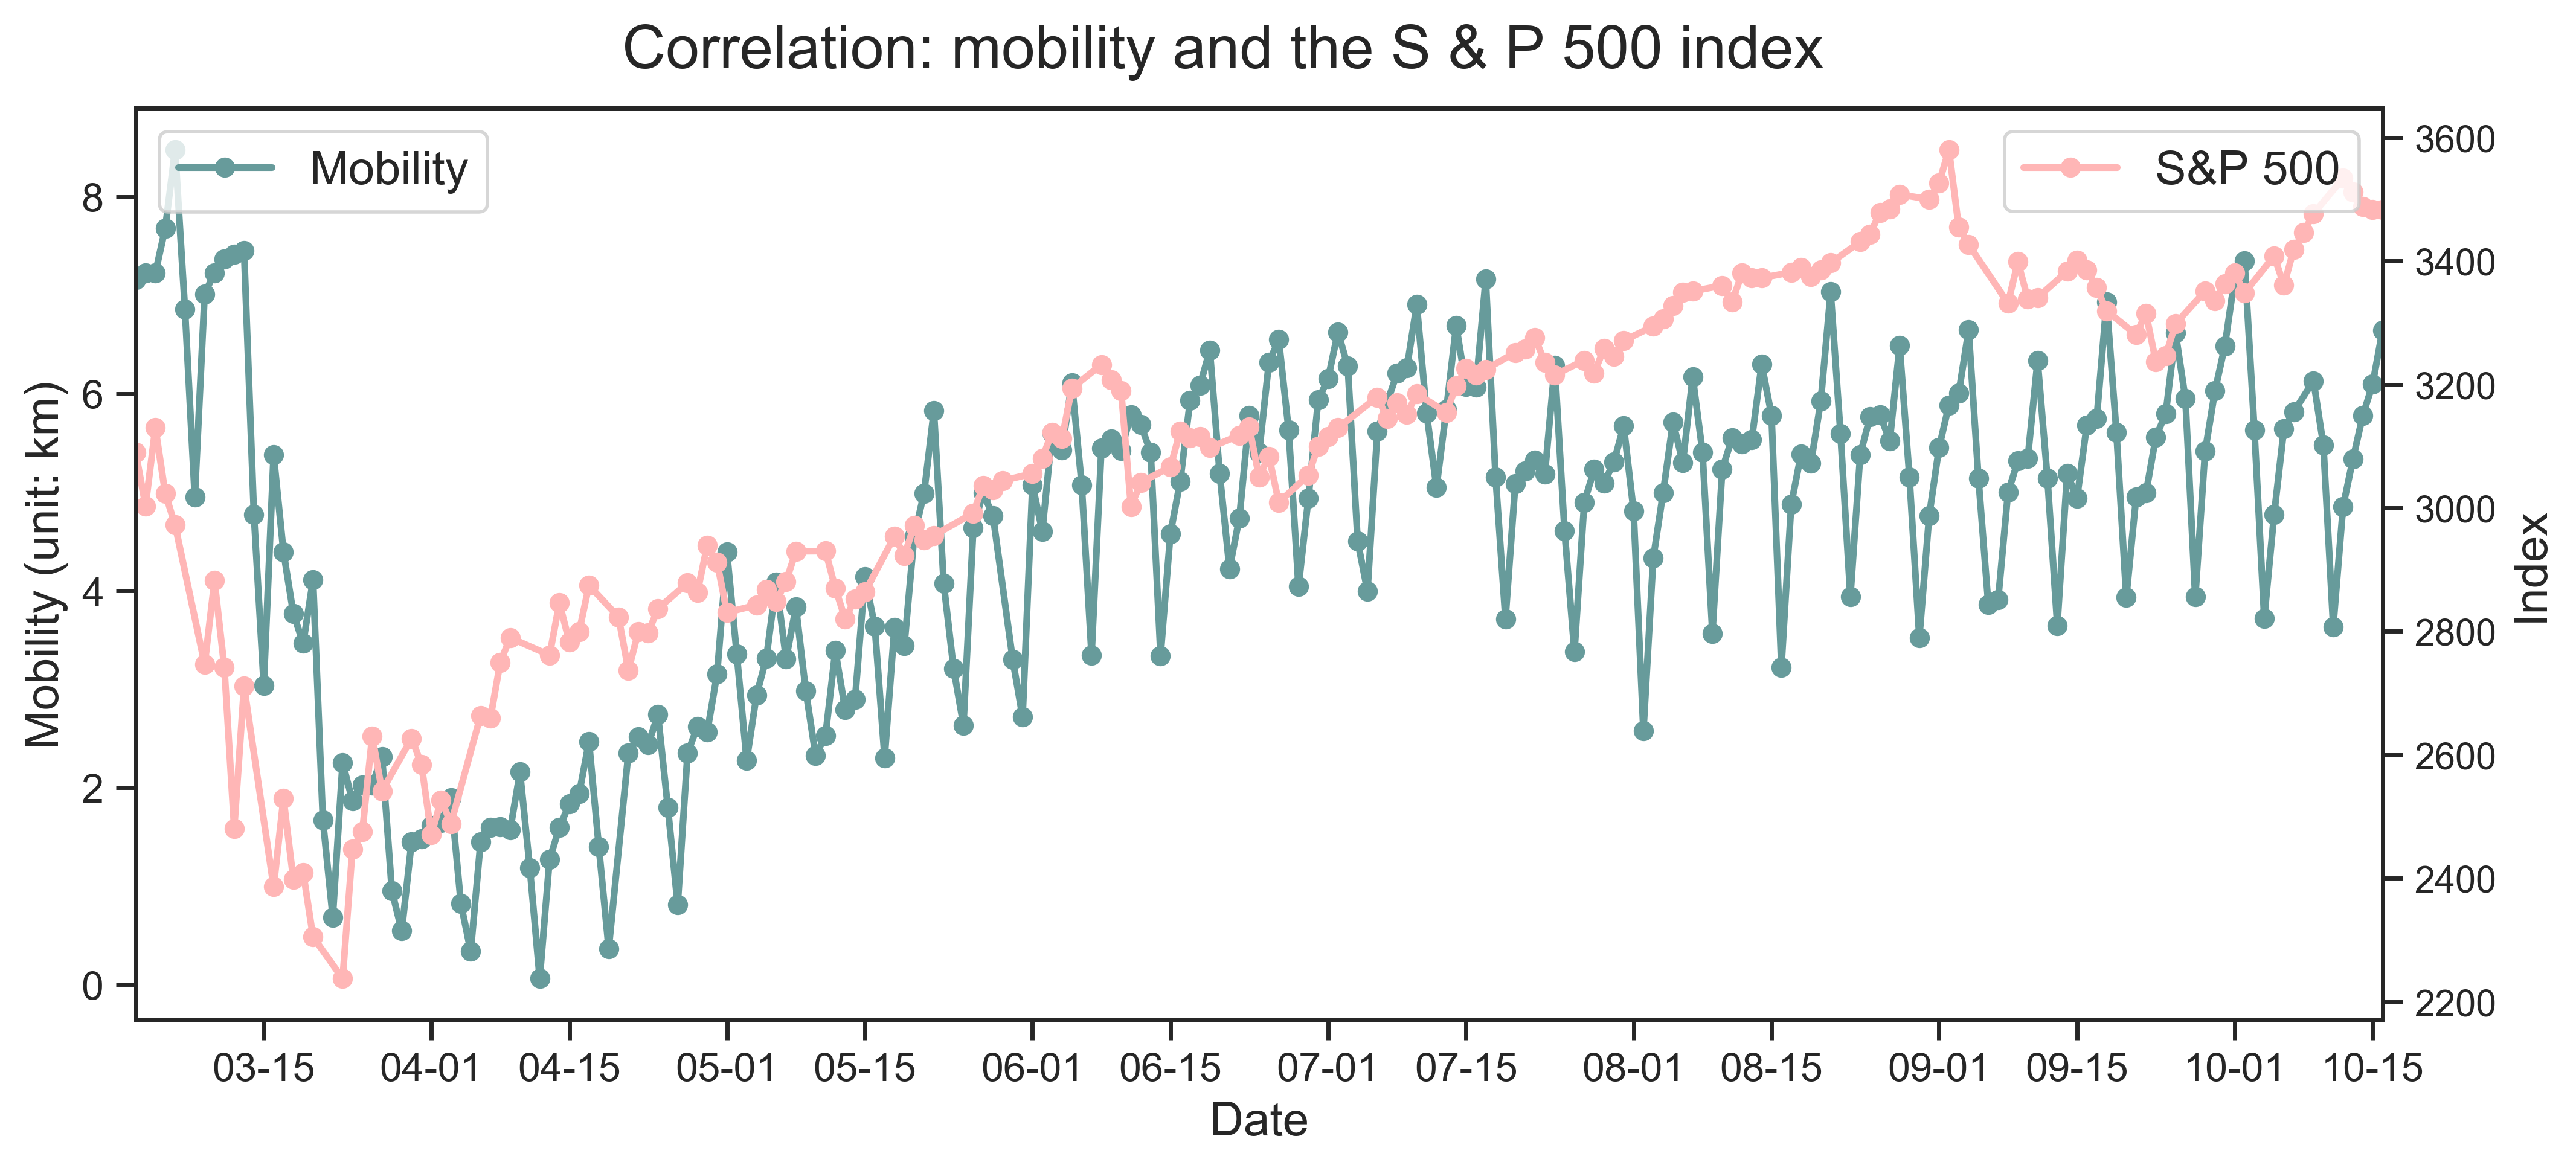 Correlation: mobility and the S & P 500 index
Mobility
S&P 500
Mobility (unit: km)
8
6
4
2
0
3600
3400
3200
3000
2800
2600
2400
2200
Index
03-15 04-01 04-15 05-01 05-15 06-01 06-15 07-01 07-15 08-01 08-15 09-01 09-15 10-01 10-15
Date